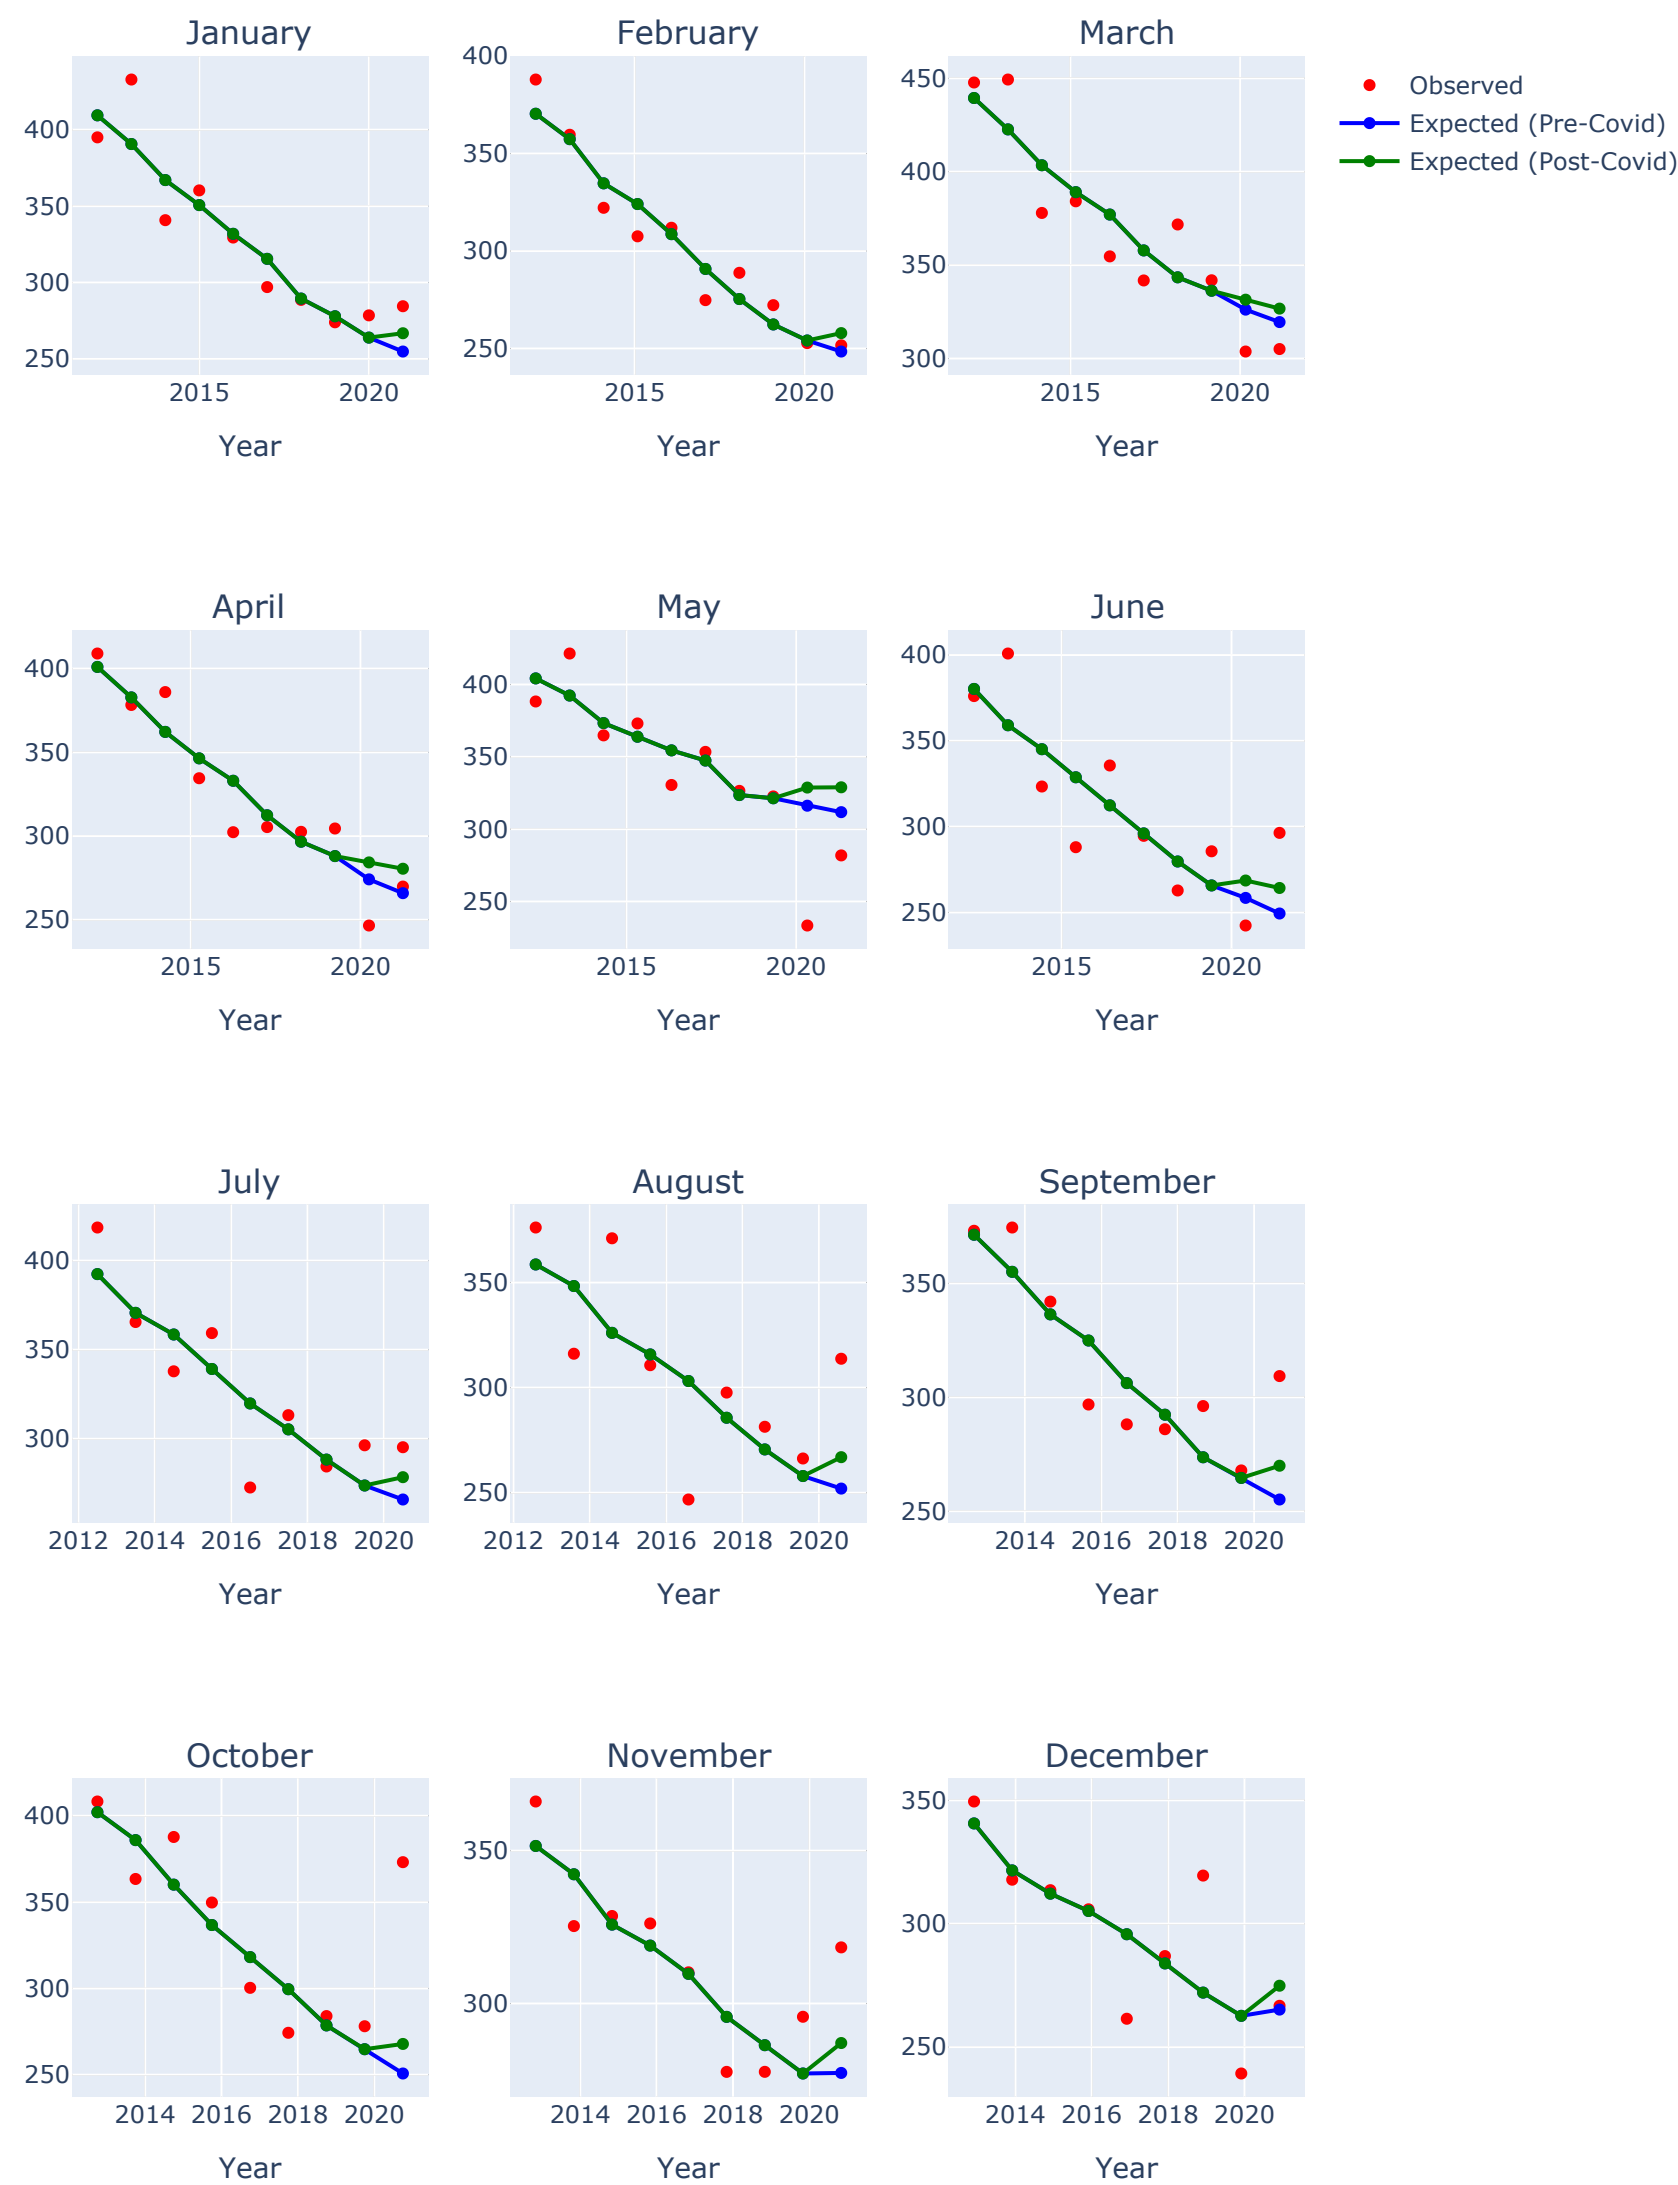 January
February
March
400
350
300
250
2015
2020
Year
400
350
300
250
2015
2020
Year
450
400
350
300
2015
2020
Year
Observed
Expected (Pre-Covid)
Expected (Post-Covid)
April
May
June
400
350
300
250
2015
2020
Year
400
350
300
250
2015
2020
Year
400
350
300
250
2015
2020
Year
July
August
September
400
350
300
2012
2014
2016
2018
2020
Year
350
300
250
2012
2014
2016
2018
2020
Year
350
300
250
2014
2016
2018
2020
Year
October
November
December
400
350
300
250
2014
2016
2018
2020
Year
350
300
2014
2016
2018
2020
Year
350
300
250
2014
2016
2018
2020
Year